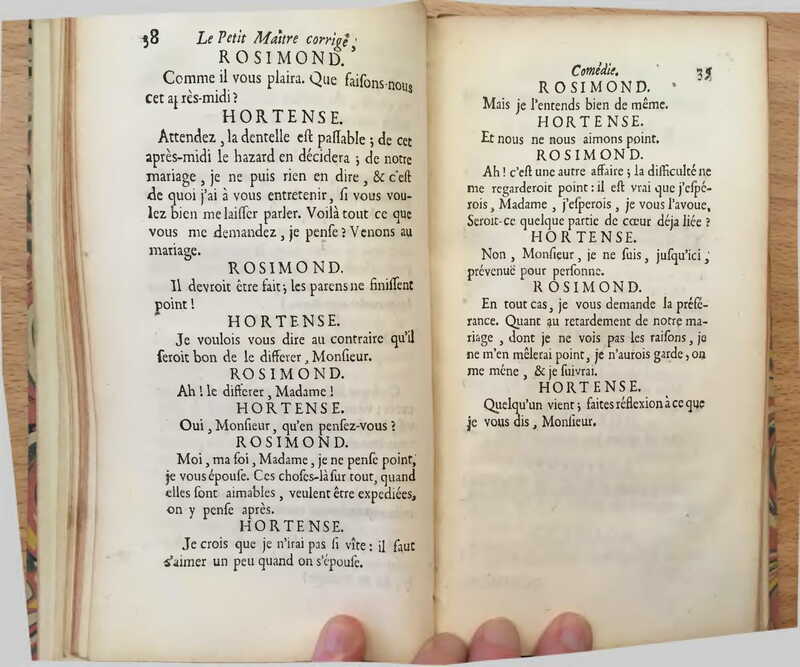 38 Le Petit Maître corrigé,
ROSIMOND.
Comme il vous plaira. Que faiſons-nous
cet après-midi ?
HORTENSE.
Attendez, la dentelle eſt paſſable ; de cet
après-midi le hazard en décidera ; de notre
mariage, je ne puis rien en dire, & c'eſt
de quoi j'ai à vous entretenir, ſi vous vou-
lez bien me laiſſer parler. Voilà tout ce que
vous me demandez, je penſe ? Venons au
mariage.
ROSIMOND.
Il devroit être fait ; les parens ne finiſſent
point !
HORTENSE.
Je voulois vous dire au contraire qu'il
ſeroit bon de le differer, Monſieur.
ROSIMOND.
Ah ! le differer, Madame !
HORTENSE.
Oui, Monſieur, qu'en penſez-vous ?
ROSIMOND.
Moi, ma foi, Madame, je ne penſe point,
je vous épouſe. Ces choſes-là ſur tout, quand
elles ſont aimables, veulent être expediées,
on y penſe après.
HORTENSE.
Je crois que je n'irai pas ſi vîte : il faut
s'aimer un peu quand on s'épouſe.
Comédie. 39
ROSIMOND.
Mais je l'entends bien de même.
HORTENSE.
Et nous ne nous aimons point.
ROSIMOND.
Ah ! c'eſt une autre affaire ; la difficulté ne
me regarderoit point : il eſt vrai que j'eſpé-
rois, Madame, j'eſperois, je vous l'avoue,
Seroit-ce quelque partie de cœur déja liée ?
HORTENSE.
Non, Monſieur, je ne ſuis, juſqu'ici,
prévenuë pour perſonne.
ROSIMOND.
En tout cas, je vous demande la préfé-
rance. Quant au retardement de notre ma-
riage, dont je ne vois pas les raiſons, je
ne m'en mêlerai point, je n'aurois garde, on
me méne, & je ſuivrai.
HORTENSE.
Quelqu'un vient ; faites réflexion à ce que
je vous dis, Monſieur.